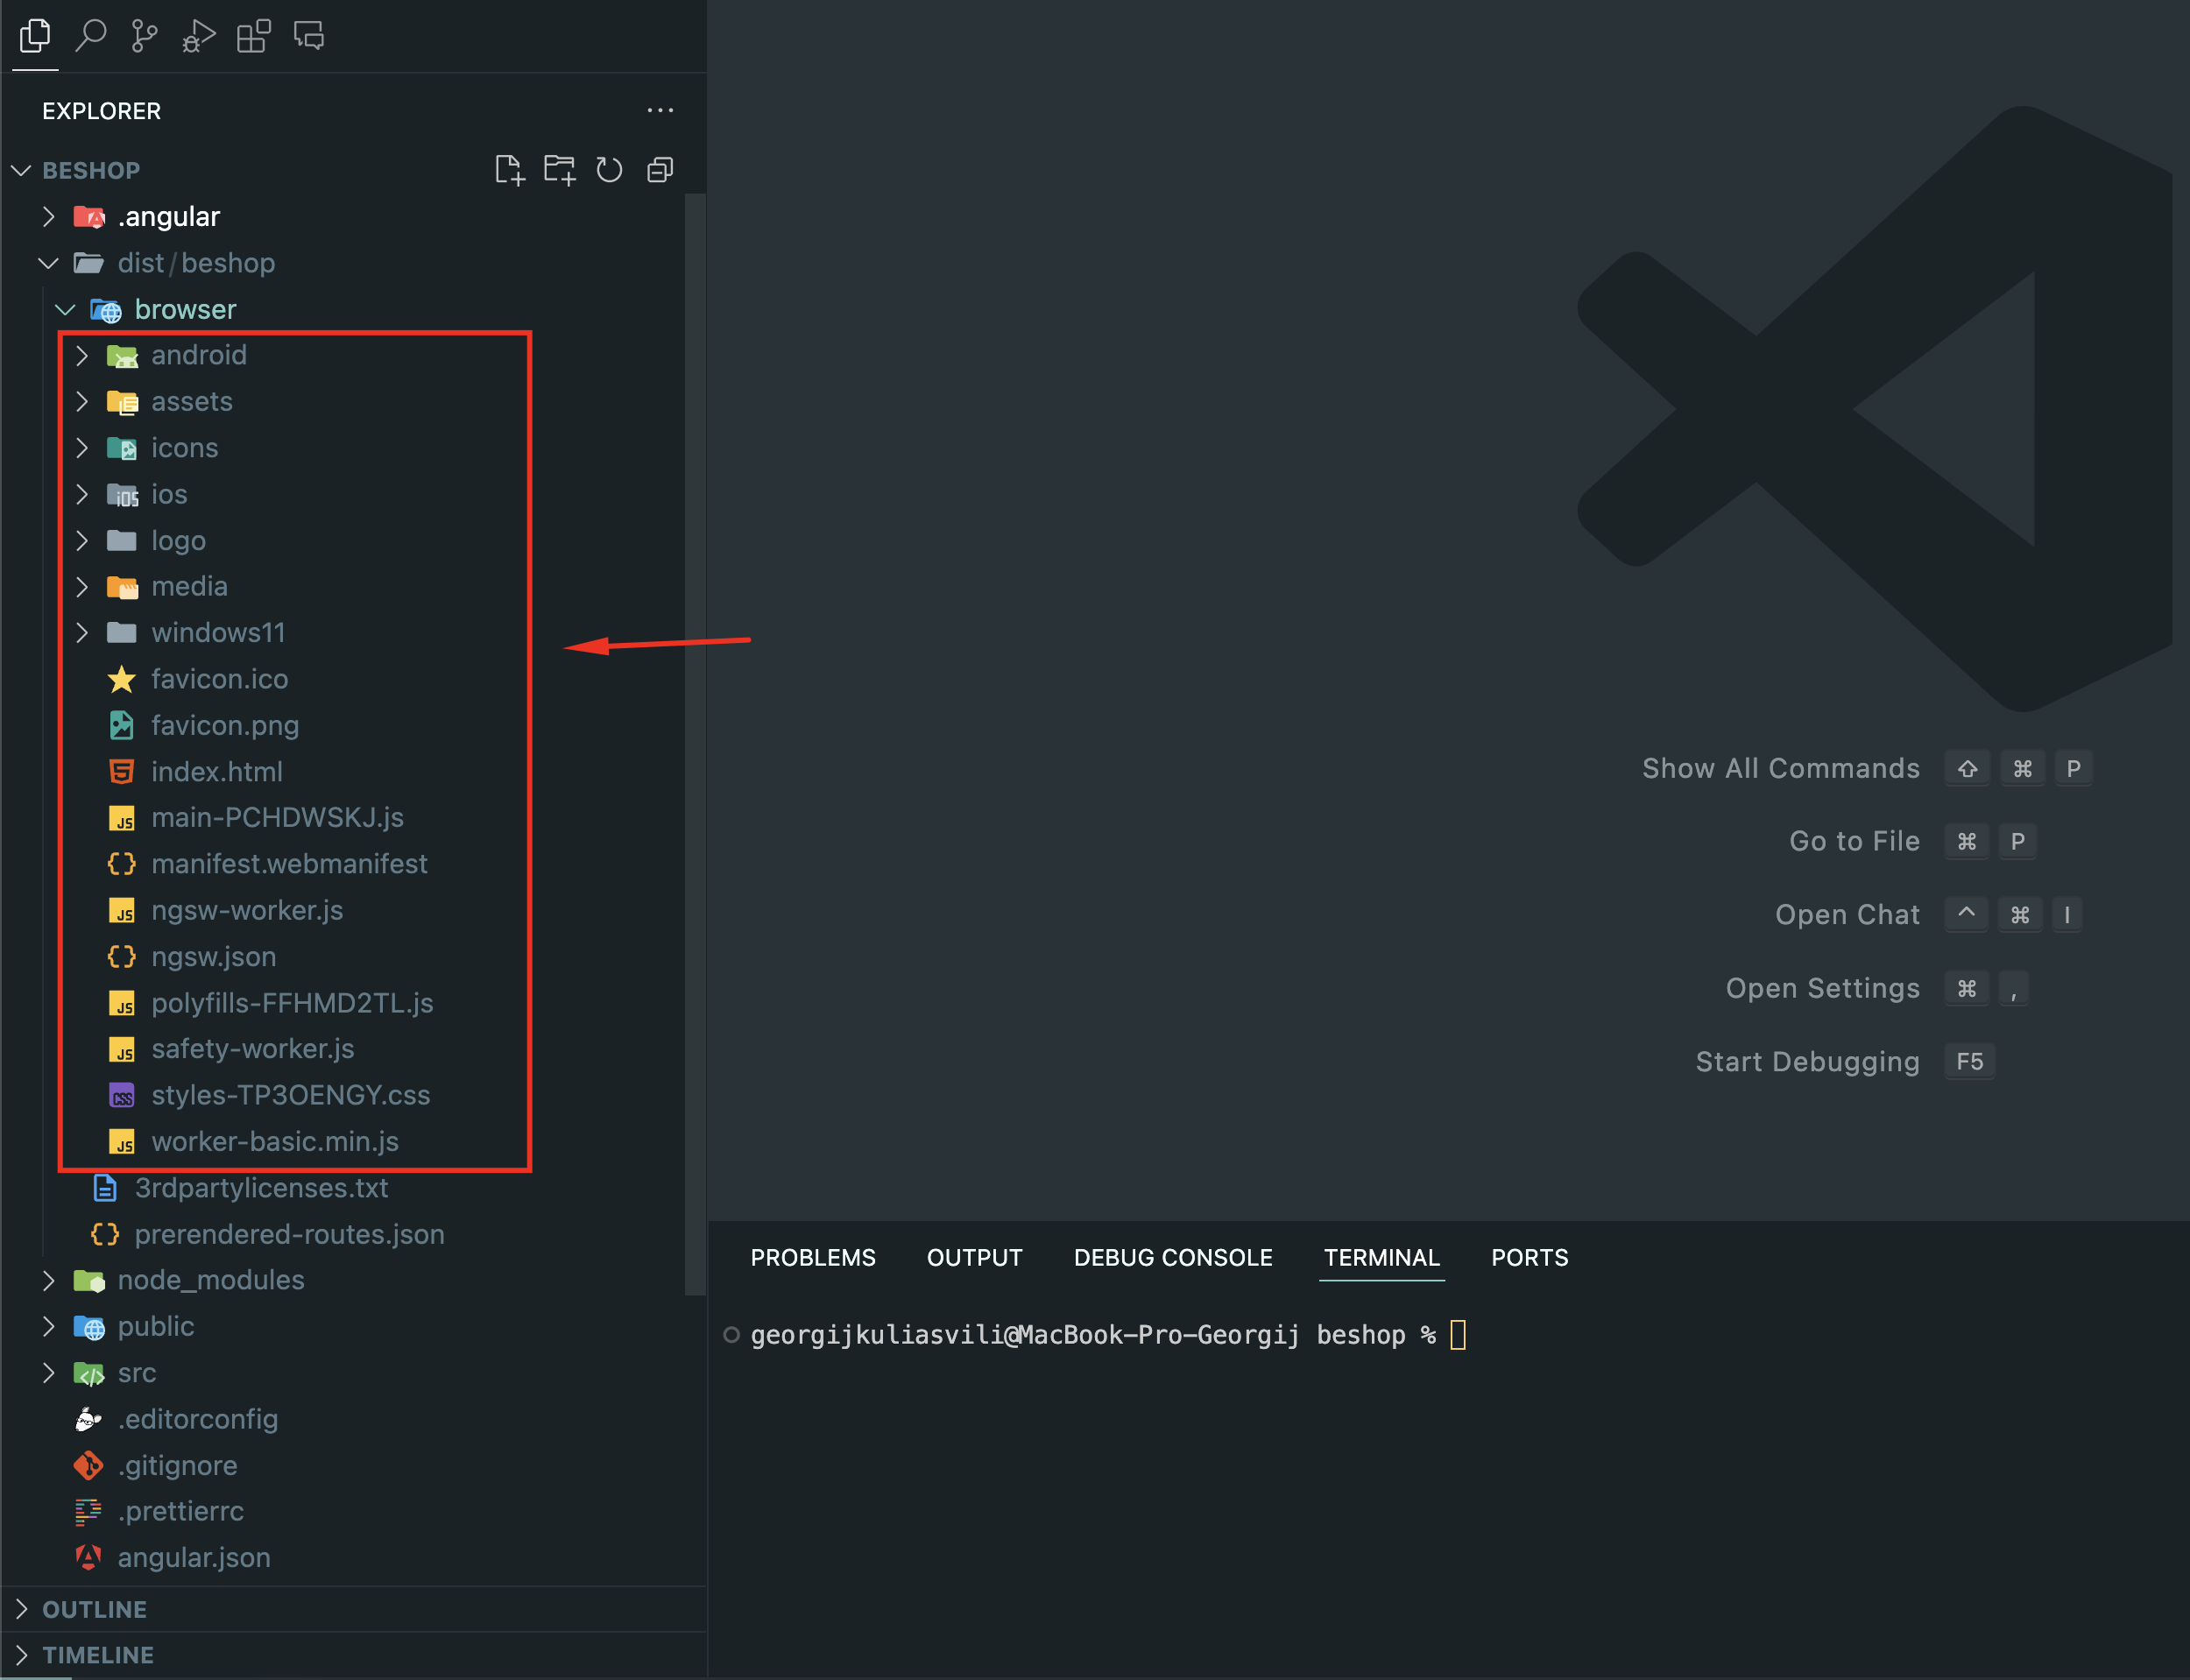 EXPLORER
BESHOP
.angular
dist/beshop
browser
android
assets
icons
ios
logo
media
windows11
favicon.ico
favicon.png
index.html
main-PCHDWSKJ.js
manifest.webmanifest
ngsw-worker.js
ngsw.json
polyfills-FFHMD2TL.js
safety-worker.js
styles-TP3OENGY.css
worker-basic.min.js
3rdpartylicenses.txt
prerendered-routes.json
node_modules
public
src
.editorconfig
.gitignore
.prettierrc
angular.json
OUTLINE
TIMELINE
Show All Commands ⇧ ⌘ P
Go to File ⌘ P
Open Chat ^ ⌘ I
Open Settings ⌘ ,
Start Debugging F5
PROBLEMS OUTPUT DEBUG CONSOLE TERMINAL PORTS
georgijkuliasvili@MacBook-Pro-Georgij beshop %